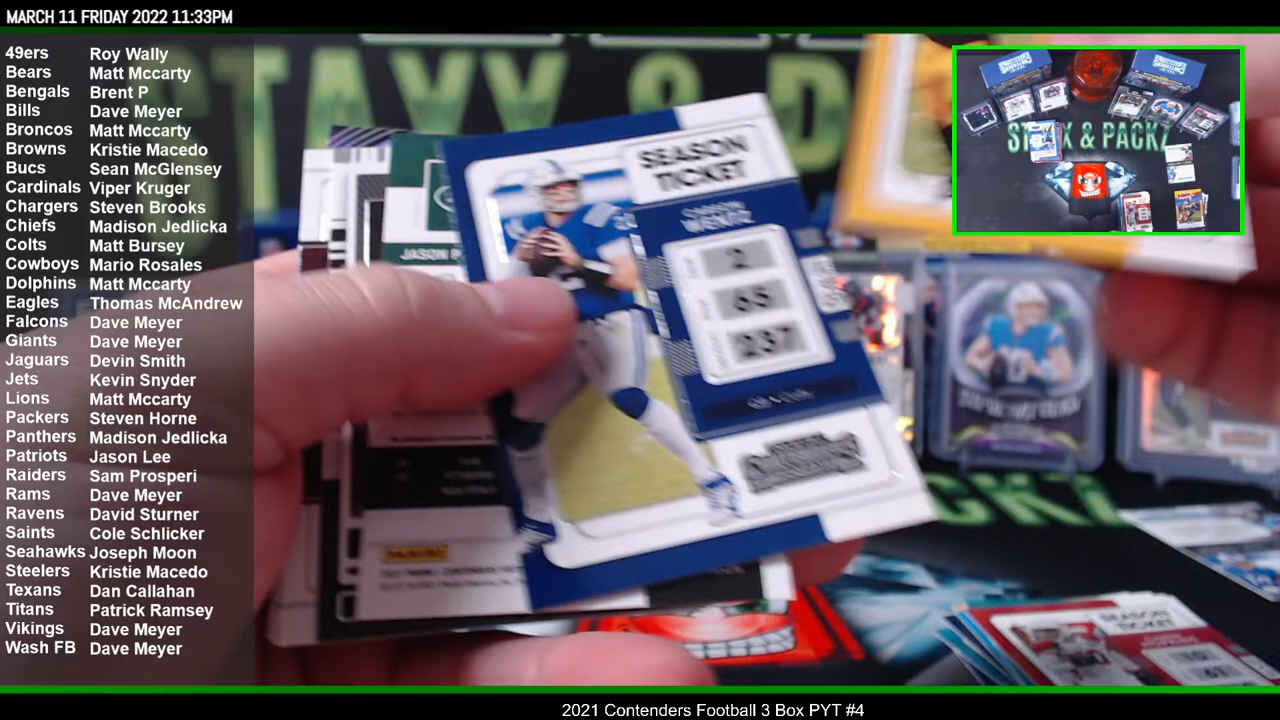 MARCH 11 FRIDAY 2022 11:33PM
49ers Roy Wally
Bears Matt Mccarty
Bengals Brent P
Bills Dave Meyer
Broncos Matt Mccarty
Browns Kristie Macedo
Bucs Sean McGlensey
Cardinals Viper Kruger
Chargers Steven Brooks
Chiefs Madison Jedlicka
Colts Matt Bursey
Cowboys Mario Rosales
Dolphins Matt Mccarty
Eagles Thomas McAndrew
Falcons Dave Meyer
Giants Dave Meyer
Jaguars Devin Smith
Jets Kevin Snyder
Lions Matt Mccarty
Packers Steven Horne
Panthers Madison Jedlicka
Patriots Jason Lee
Raiders Sam Prosperi
Rams Dave Meyer
Ravens David Sturner
Saints Cole Schlicker
Seahawks Joseph Moon
Steelers Kristie Macedo
Texans Dan Callahan
Titans Patrick Ramsey
Vikings Dave Meyer
Wash FB Dave Meyer
SEASON
TICKET
WENTZ
2
65
237
JASON P
PANINI
& PACKZ
SEASON
TICKET
2021 Contenders Football 3 Box PYT #4